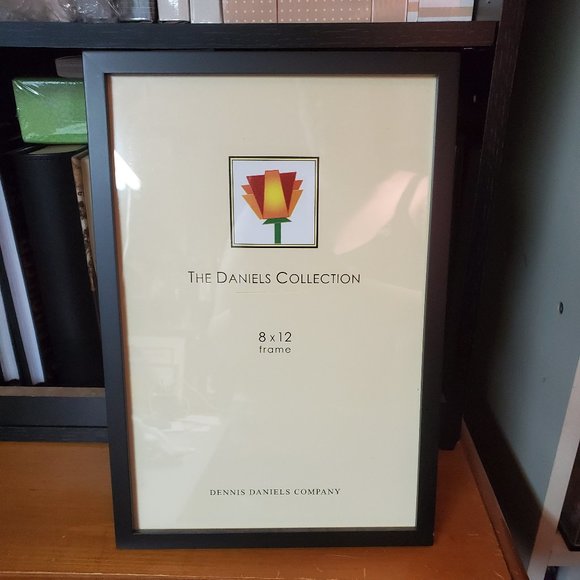 The Daniels Collection
8 x 12
frame
DENNIS DANIELS COMPANY